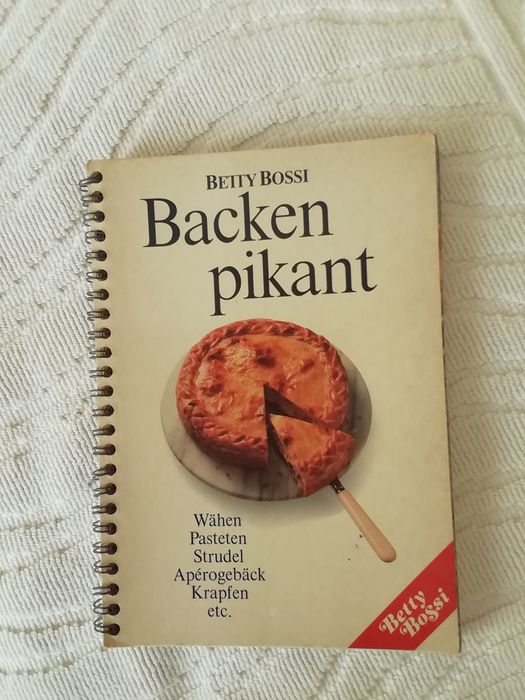 BETTY BOSSI
Backen
pikant
Wähen
Pasteten
Strudel
Apérogebäck
Krapfen
etc.
Betty
Bossi